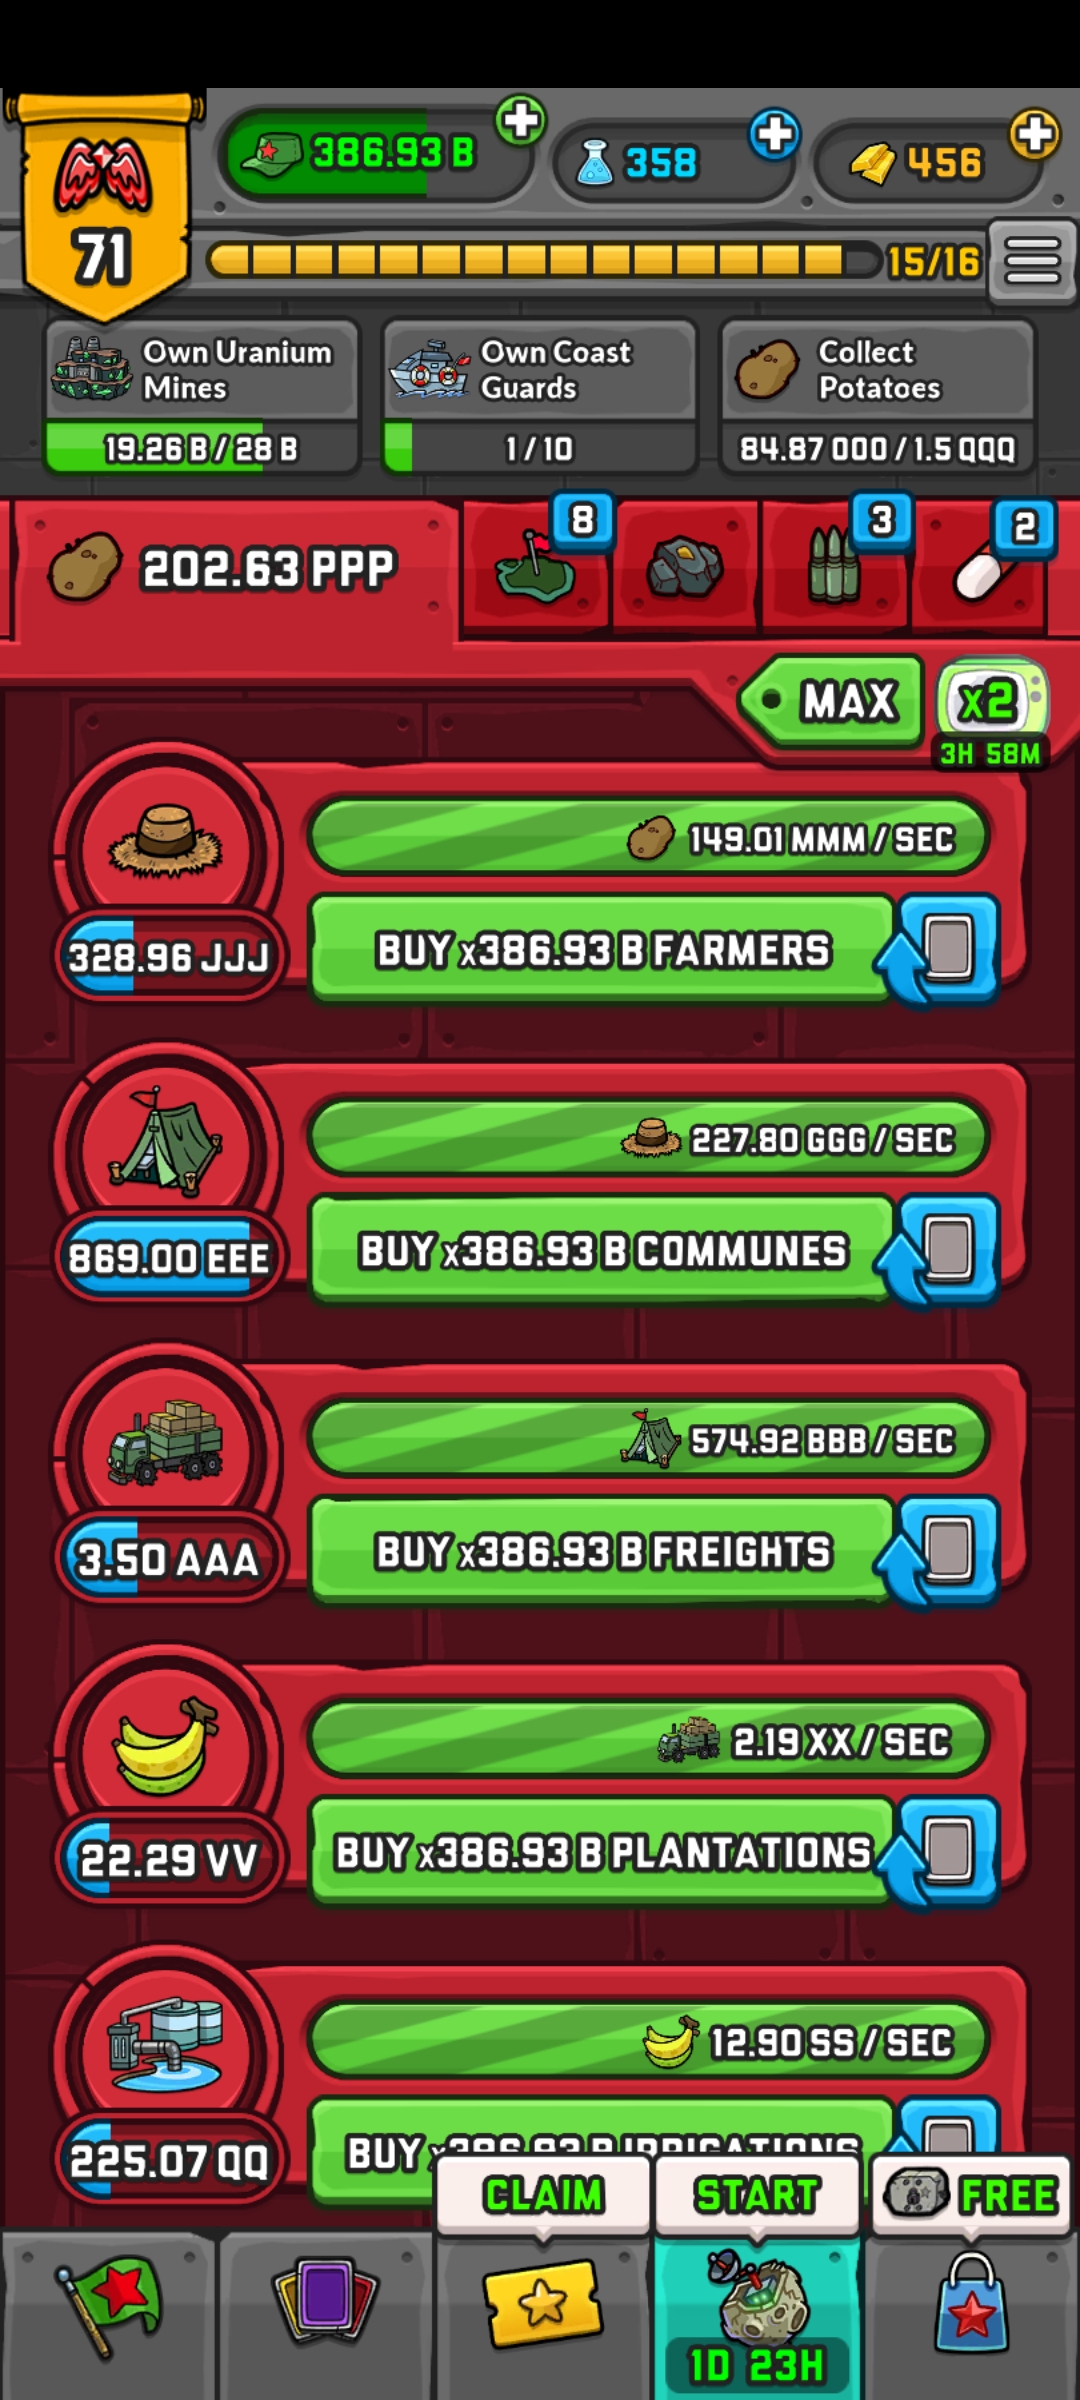 386.93 B
358
456
71
15/16
Own Uranium
Mines
19.26 B / 28 B
Own Coast
Guards
1 / 10
Collect
Potatoes
84.87 OOO / 1.5 QQQ
202.63 PPP
8
3
2
MAX
x2
3H 58M
149.01 MMM / SEC
328.96 JJJ
BUY x386.93 B FARMERS
227.80 GGG / SEC
869.00 EEE
BUY x386.93 B COMMUNES
574.92 BBB / SEC
3.50 AAA
BUY x386.93 B FREIGHTS
2.19 XX / SEC
22.29 VV
BUY x386.93 B PLANTATIONS
12.90 SS / SEC
225.07 QQ
BUY x386.93 B IRRIGATIONS
CLAIM
START
FREE
1D 23H